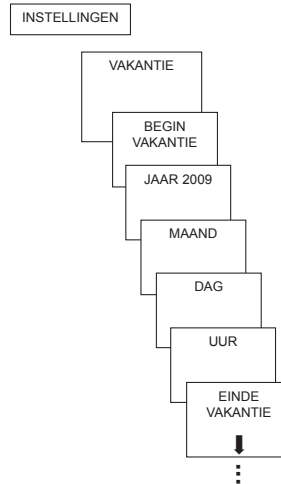 INSTELLINGEN
VAKANTIE
BEGIN
VAKANTIE
JAAR 2009
MAAND
DAG
UUR
EINDE
VAKANTIE